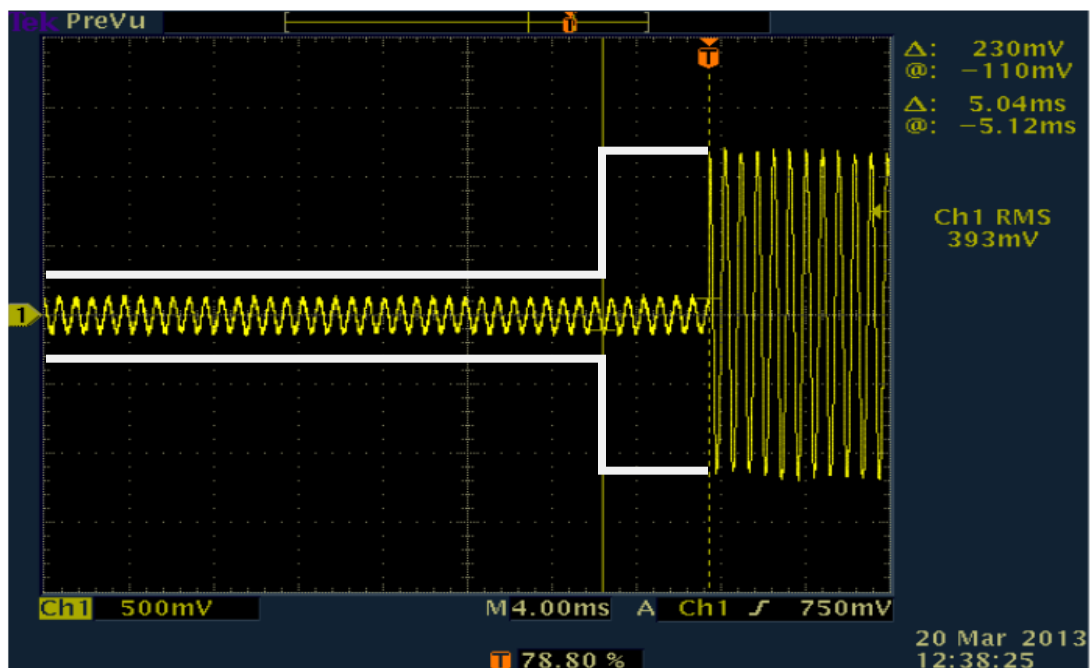 Tek PreVu
T
Δ: 230mV
@: −110mV
Δ: 5.04ms
@: −5.12ms
T
Ch1 RMS
393mV
1
Ch1 500mV M 4.00ms A Ch1 ʃ 750mV
T 78.80 %
20 Mar 2013
12:38:25